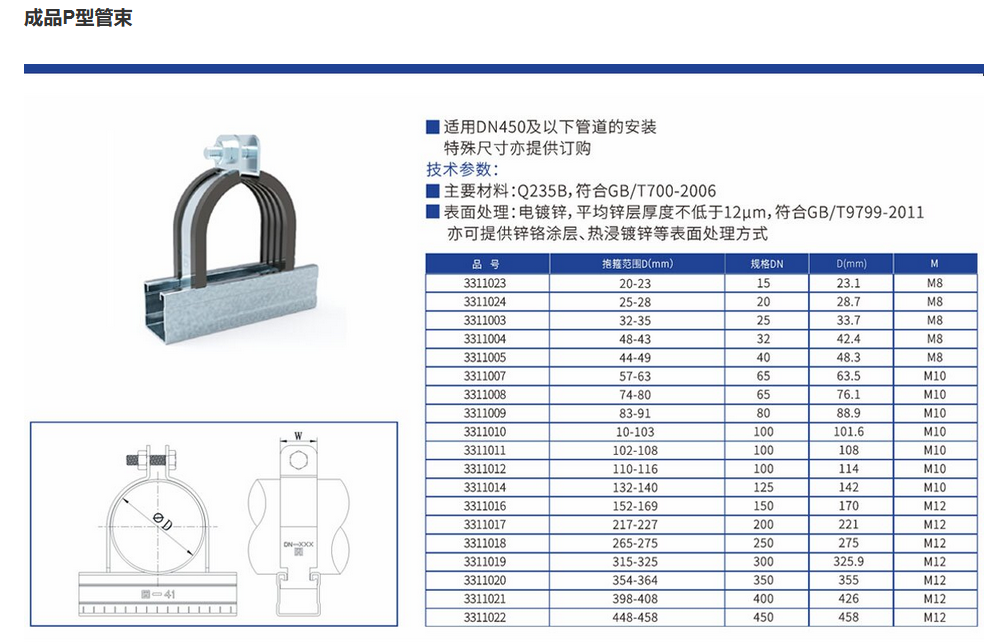 成品P型管束
适用DN450及以下管道的安装
特殊尺寸亦提供订购
技术参数：
主要材料：Q235B，符合GB/T700-2006
表面处理：电镀锌，平均锌层厚度不低于12μm，符合GB/T9799-2011
亦可提供锌铬涂层、热浸镀锌等表面处理方式
品 号 抱箍范围D(mm) 规格DN D(mm) M
3311023 20-23 15 23.1 M8
3311024 25-28 20 28.7 M8
3311003 32-35 25 33.7 M8
3311004 48-43 32 42.4 M8
3311005 44-49 40 48.3 M8
3311007 57-63 65 63.5 M10
3311008 74-80 65 76.1 M10
3311009 83-91 80 88.9 M10
3311010 10-103 100 101.6 M10
3311011 102-108 100 108 M10
3311012 110-116 100 114 M10
3311014 132-140 125 142 M10
3311016 152-169 150 170 M12
3311017 217-227 200 221 M12
3311018 265-275 250 275 M12
3311019 315-325 300 325.9 M12
3311020 354-364 350 355 M12
3311021 398-408 400 426 M12
3311022 448-458 450 458 M12
W
ØD
DN—XXX
41